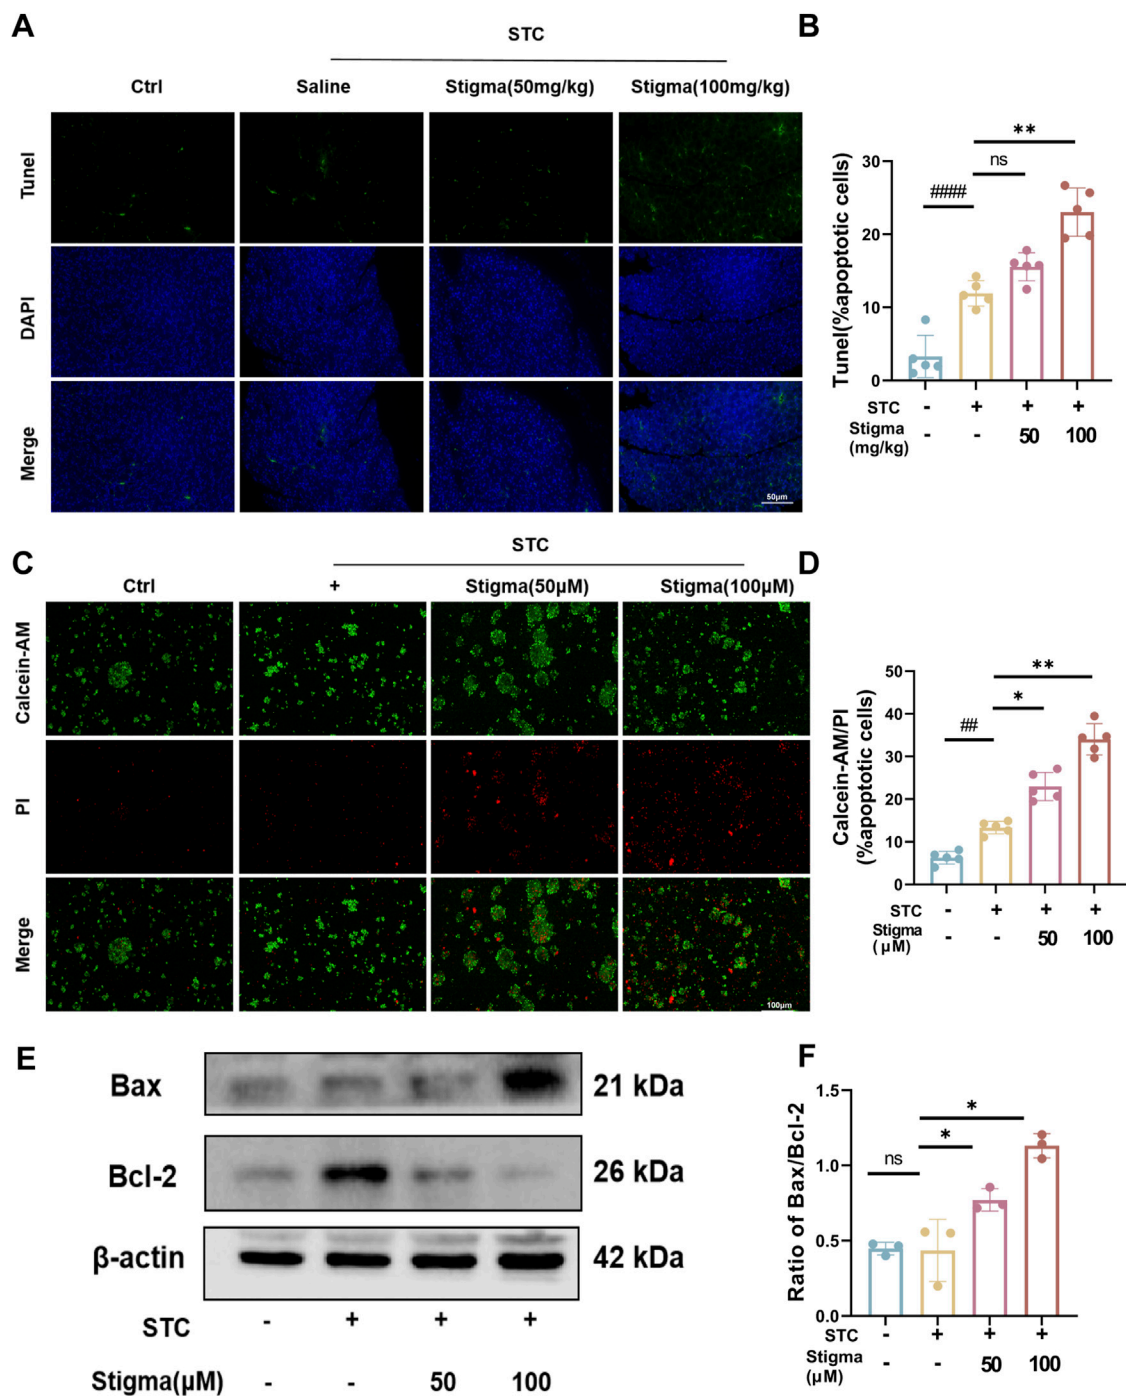 A
STC
Ctrl
Saline
Stigma(50mg/kg)
Stigma(100mg/kg)
Tunel
DAPI
Merge
50μm
B
Tunel(%apoptotic cells)
30
20
10
0
####
ns
**
STC - + + +
Stigma - - 50 100
(mg/kg)
C
STC
Ctrl
+
Stigma(50μM)
Stigma(100μM)
Calcein-AM
PI
Merge
100μm
D
Calcein-AM/PI
(%apoptotic cells)
50
40
30
20
10
0
##
*
**
STC - + + +
Stigma - - 50 100
( μM)
E
Bax 21 kDa
Bcl-2 26 kDa
β-actin 42 kDa
STC - + + +
Stigma(μM) - - 50 100
F
Ratio of Bax/Bcl-2
1.5
1.0
0.5
0.0
ns
*
*
STC - + + +
Stigma - - 50 100
(μM)